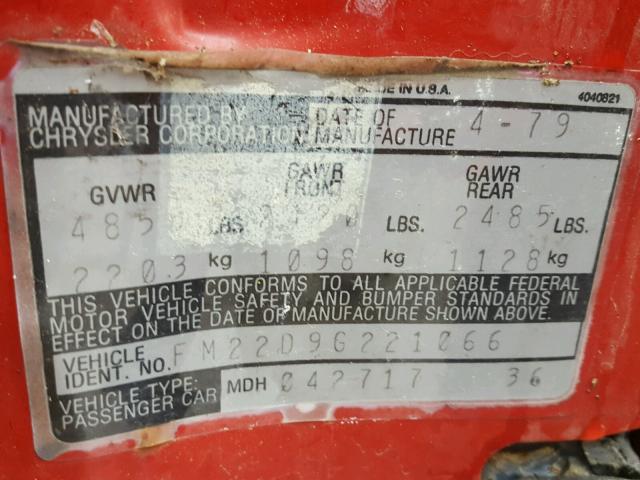 MADE IN U.S.A.
4040821
MANUFACTURED BY
CHRYSLER CORPORATION
DATE OF
MANUFACTURE 4-79
GVWR
GAWR
FRONT
GAWR
REAR
485 LBS LBS. 2485 LBS.
2203 kg 1098 kg 1128 kg
THIS VEHICLE CONFORMS TO ALL APPLICABLE FEDERAL
MOTOR VEHICLE SAFETY AND BUMPER STANDARDS IN
EFFECT ON THE DATE OF MANUFACTURE SHOWN ABOVE.
VEHICLE
IDENT. NO. FM22D9G221066
VEHICLE TYPE:
PASSENGER CAR
MDH 042717 36